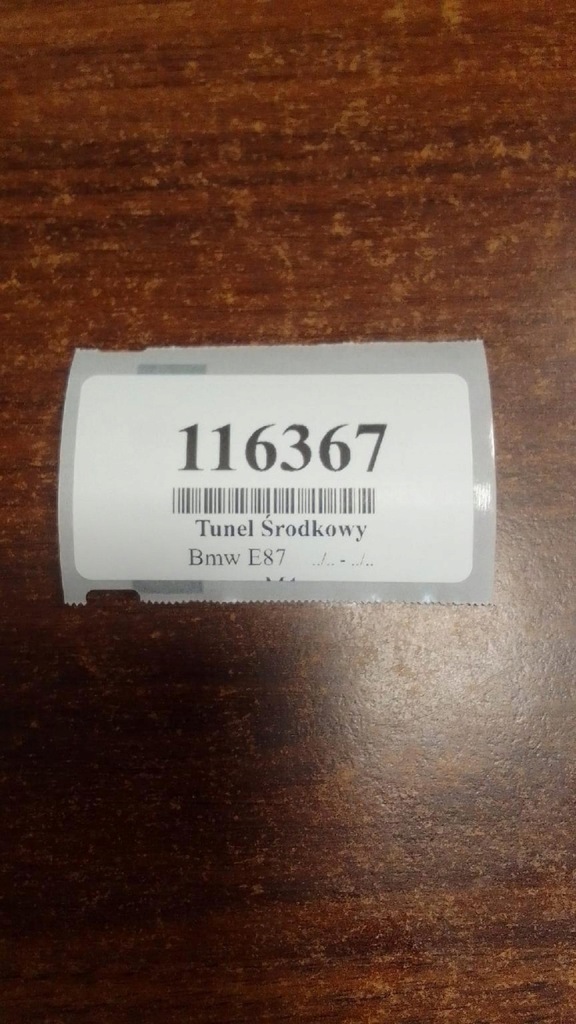 116367
Tunel Środkowy
Bmw E87 ../.. - ../..